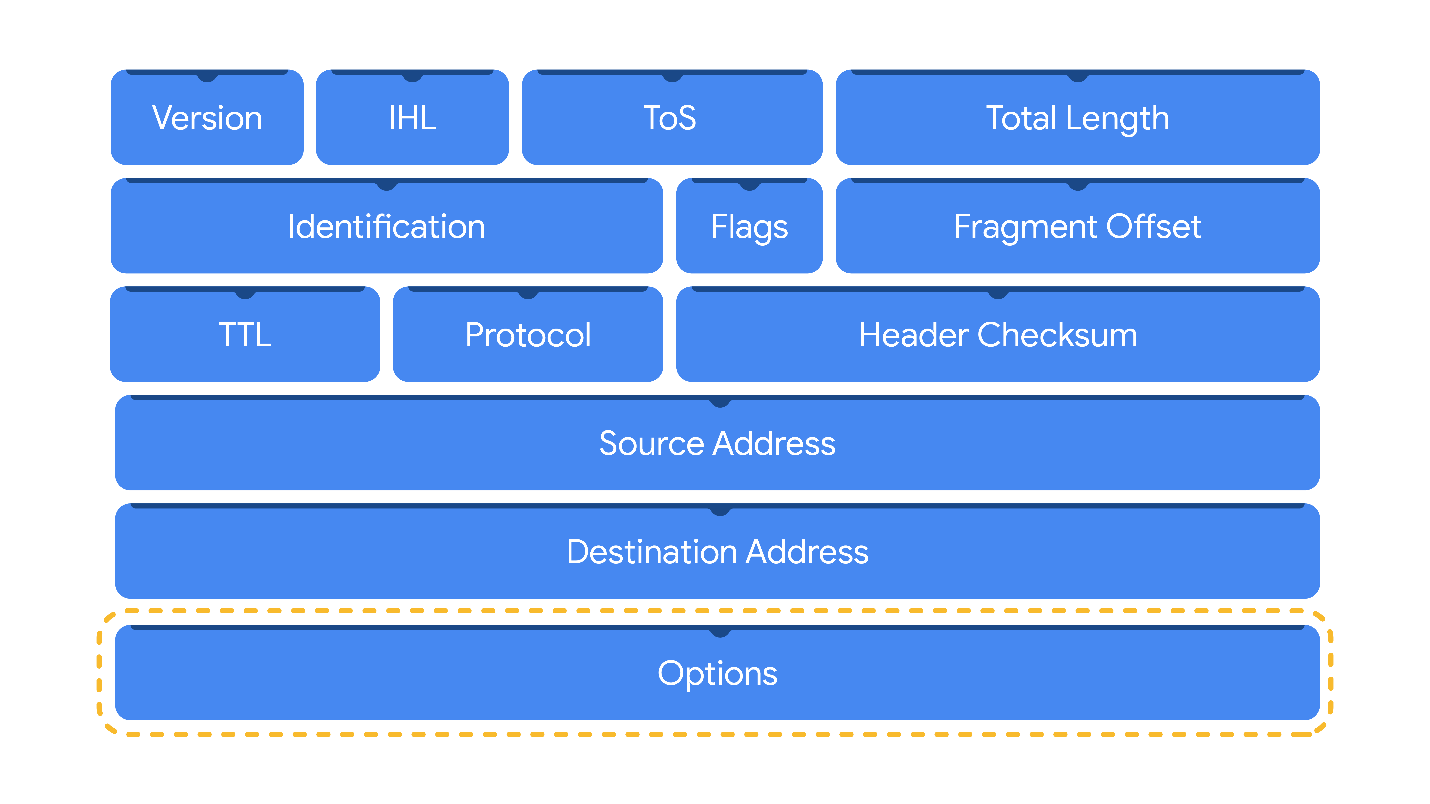 Version
IHL
ToS
Total Length
Identification
Flags
Fragment Offset
TTL
Protocol
Header Checksum
Source Address
Destination Address
Options